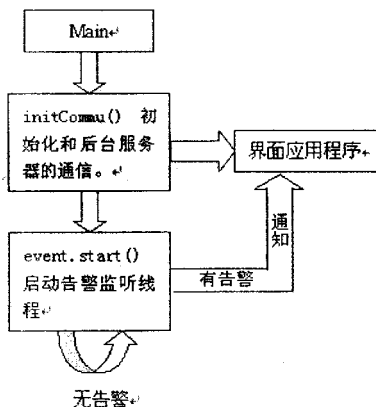 Main
initCommu() 初
始化和后台服务
器的通信。
界面应用程序
通知
event.start()
启动告警监听线
程
有告警
无告警